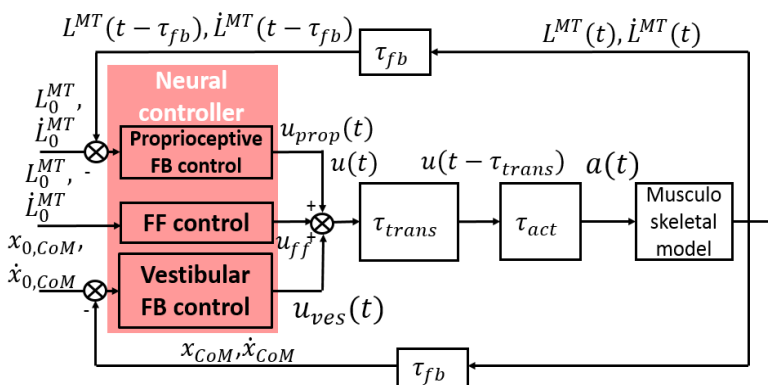 L^{MT}(t − τ_{fb}), L̇^{MT}(t − τ_{fb})
τ_{fb}
L^{MT}(t), L̇^{MT}(t)
Neural
controller
L_0^{MT},
L̇_0^{MT}
-
Proprioceptive
FB control
u_{prop}(t)
u(t)
u(t − τ_{trans})
a(t)
L_0^{MT},
L̇_0^{MT}
FF control
u_{ff}
+
+
τ_{trans}
τ_{act}
Musculo
skeletal
model
x_{0,CoM},
ẋ_{0,CoM}
-
Vestibular
FB control
u_{ves}(t)
x_{CoM}, ẋ_{CoM}
τ_{fb}